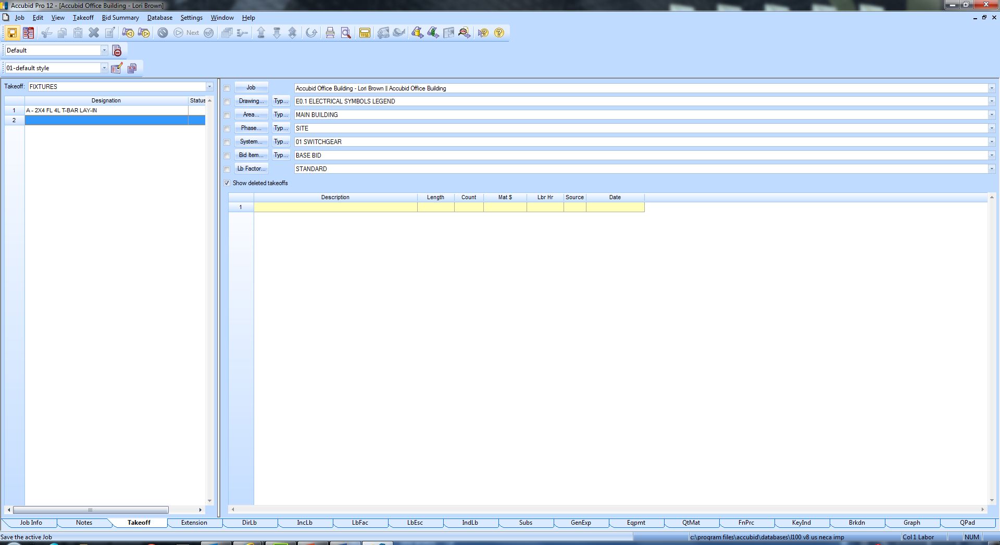 Accubid Pro 12 - [Accubid Office Building - Lori Brown]
Job Edit View Takeoff Bid Summary Database Settings Window Help
Next
Default
01-default style
Takeoff: FIXTURES
Designation Status
1 A - 2X4 FL 4L T-BAR LAY-IN
2
Job Accubid Office Building - Lori Brown || Accubid Office Building
Drawing... Typ... E0.1 ELECTRICAL SYMBOLS LEGEND
Area... Typ... MAIN BUILDING
Phase... Typ... SITE
System... Typ... 01 SWITCHGEAR
Bid Item... Typ... BASE BID
Lb Factor... STANDARD
Show deleted takeoffs
Description Length Count Mat $ Lbr Hr Source Date
1
Job Info Notes Takeoff Extension DirLb IncLb LbFac LbEsc IndLb Subs GenExp Eqpmt QtMat FnPrc KeyInd Brkdn Graph QPad
Save the active Job c:\program files\accubid\databases\l100 v8 us neca imp Col 1 Labor NUM